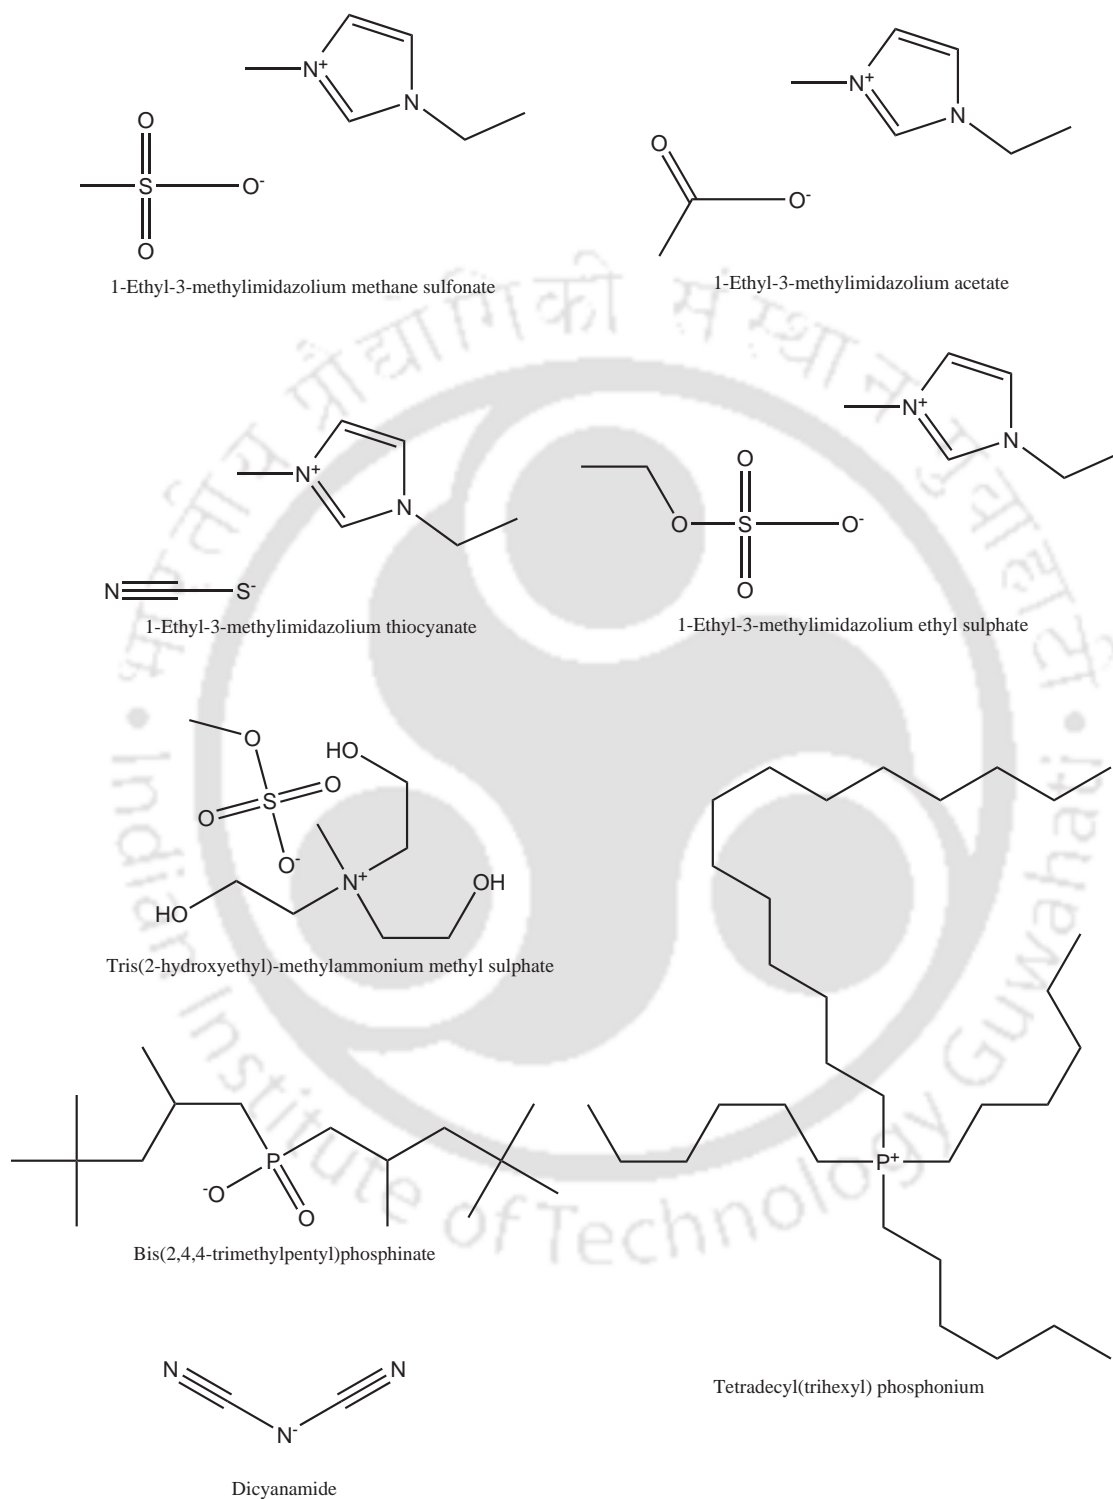 N+
N
O
S
O-
O
1-Ethyl-3-methylimidazolium methane sulfonate
N+
N
O
O-
1-Ethyl-3-methylimidazolium acetate
N+
N
N
S-
1-Ethyl-3-methylimidazolium thiocyanate
N+
N
O
O
S
O-
O
1-Ethyl-3-methylimidazolium ethyl sulphate
O
HO
S
O
O
O-
N+
OH
HO
Tris(2-hydroxyethyl)-methylammonium methyl sulphate
P
-O
O
Bis(2,4,4-trimethylpentyl)phosphinate
P+
Tetradecyl(trihexyl) phosphonium
N
N
N-
Dicyanamide
भारतीय प्रौद्योगिकी संस्थान गुवाहाटी
Indian Institute of Technology Guwahati